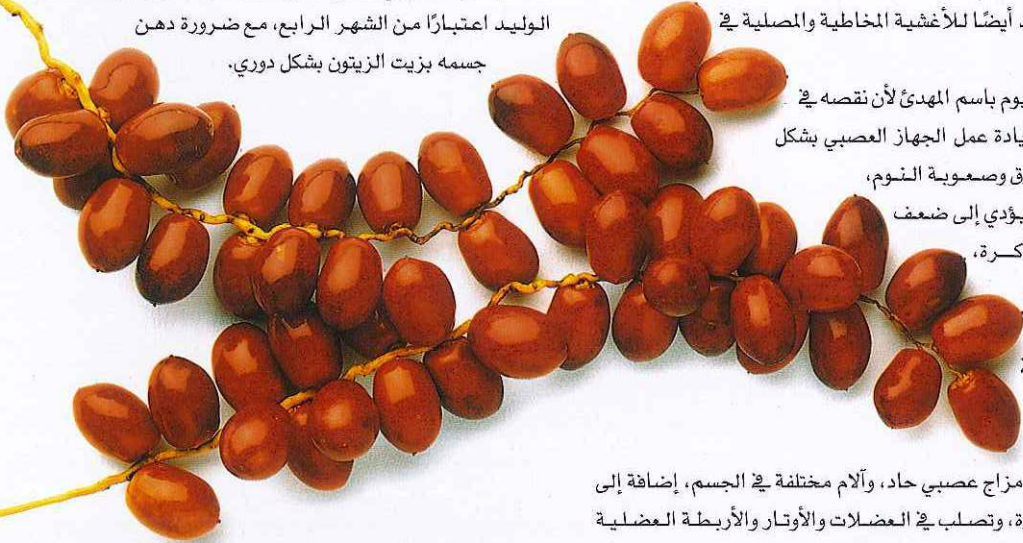 أيضًا للأغشية المخاطية والمصلية في
يوم باسم المهدئ لأن نقصه في
يادة عمل الجهاز العصبي بشكل
ق وصعوبة النوم،
يؤدي إلى ضعف
كرة،
مزاج عصبي حاد، وآلام مختلفة في الجسم، إضافة إلى
ة، وتصلب في العضلات والأوتار والأربطة العضلية
الوليد اعتبارًا من الشهر الرابع، مع ضرورة دهن
جسمه بزيت الزيتون بشكل دوري.